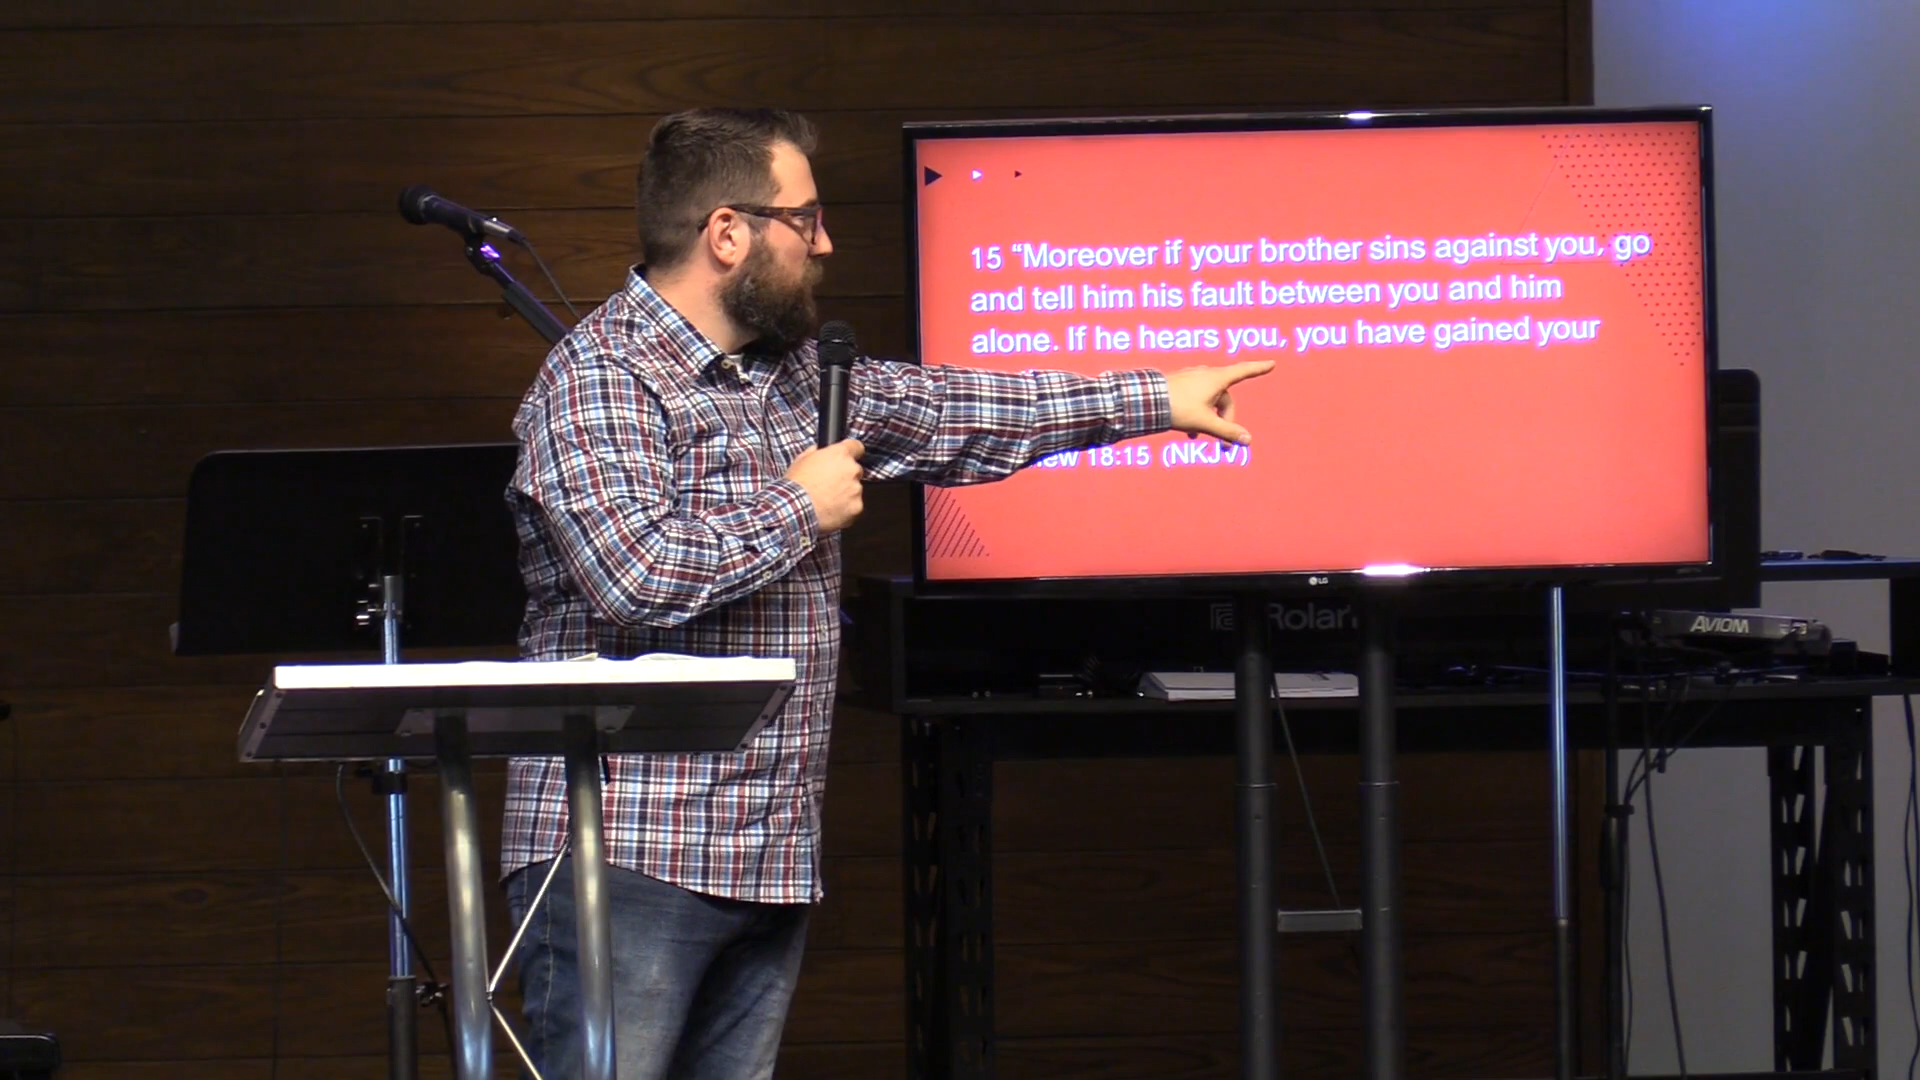 15 “Moreover if your brother sins against you, go
and tell him his fault between you and him
alone. If he hears you, you have gained your
18:15 (NKJV)
LG
Roland
AVIOM